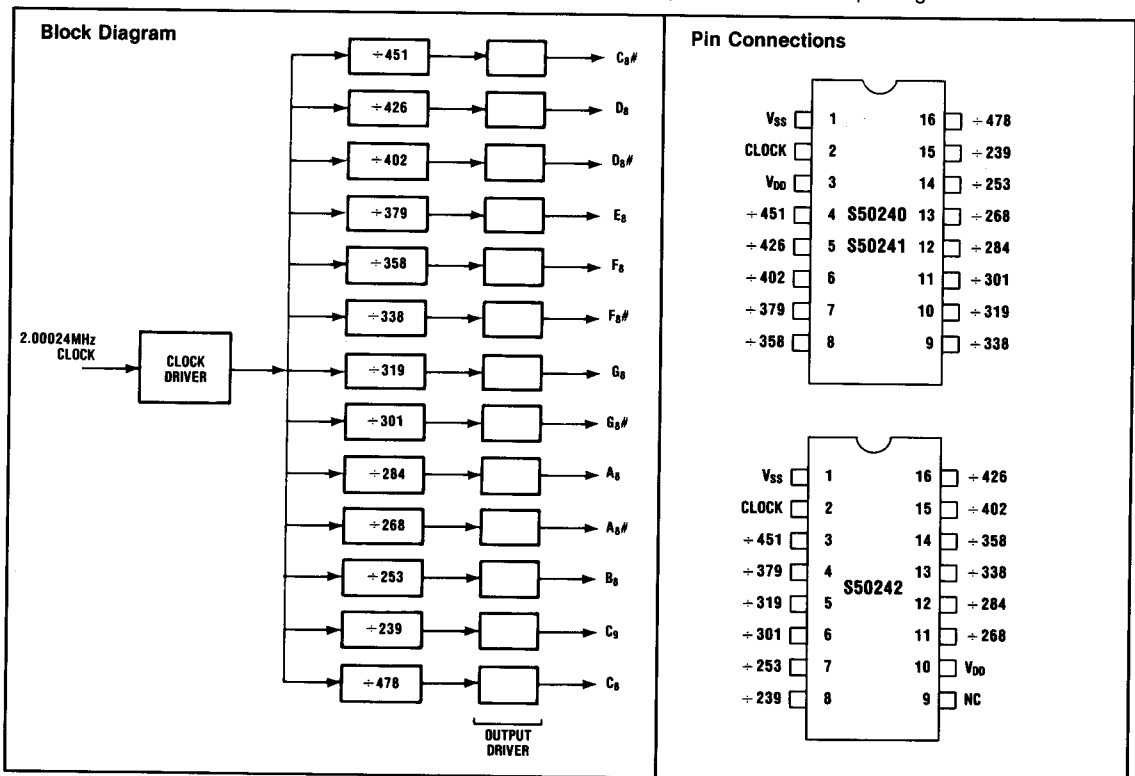 Block Diagram
÷451
C₈#
÷426
D₈
÷402
D₈#
÷379
E₈
÷358
F₈
÷338
F₈#
2.00024MHz
CLOCK
CLOCK
DRIVER
÷319
G₈
÷301
G₈#
÷284
A₈
÷268
A₈#
÷253
B₈
÷239
C₉
÷478
C₈
OUTPUT
DRIVER
Pin Connections
VSS 1 16 ÷478
CLOCK 2 15 ÷239
VDD 3 14 ÷253
÷451 4 S50240 13 ÷268
÷426 5 S50241 12 ÷284
÷402 6 11 ÷301
÷379 7 10 ÷319
÷358 8 9 ÷338
VSS 1 16 ÷426
CLOCK 2 15 ÷402
÷451 3 14 ÷358
÷379 4 13 ÷338
S50242
÷319 5 12 ÷284
÷301 6 11 ÷268
÷253 7 10 VDD
÷239 8 9 NC